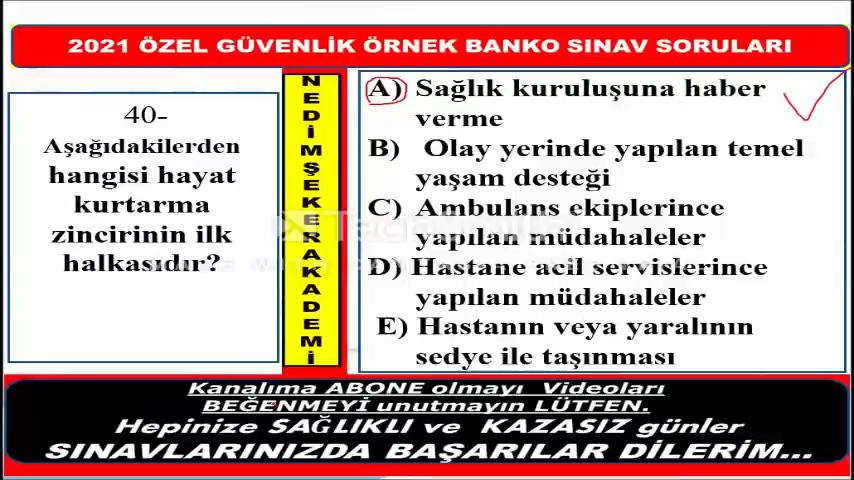 2021 ÖZEL GÜVENLİK ÖRNEK BANKO SINAV SORULARI
40-
Aşağıdakilerden
hangisi hayat
kurtarma
zincirinin ilk
halkasıdır?
NEDİMŞEKERAKADEMİ
A) Sağlık kuruluşuna haber
verme
B) Olay yerinde yapılan temel
yaşam desteği
C) Ambulans ekiplerince
yapılan müdahaleler
D) Hastane acil servislerince
yapılan müdahaleler
E) Hastanın veya yaralının
sedye ile taşınması
Kanalıma ABONE olmayı Videoları
BEĞENMEYİ unutmayın LÜTFEN.
Hepinize SAĞLIKLI ve KAZASIZ günler
SINAVLARINIZDA BAŞARILAR DİLERİM...